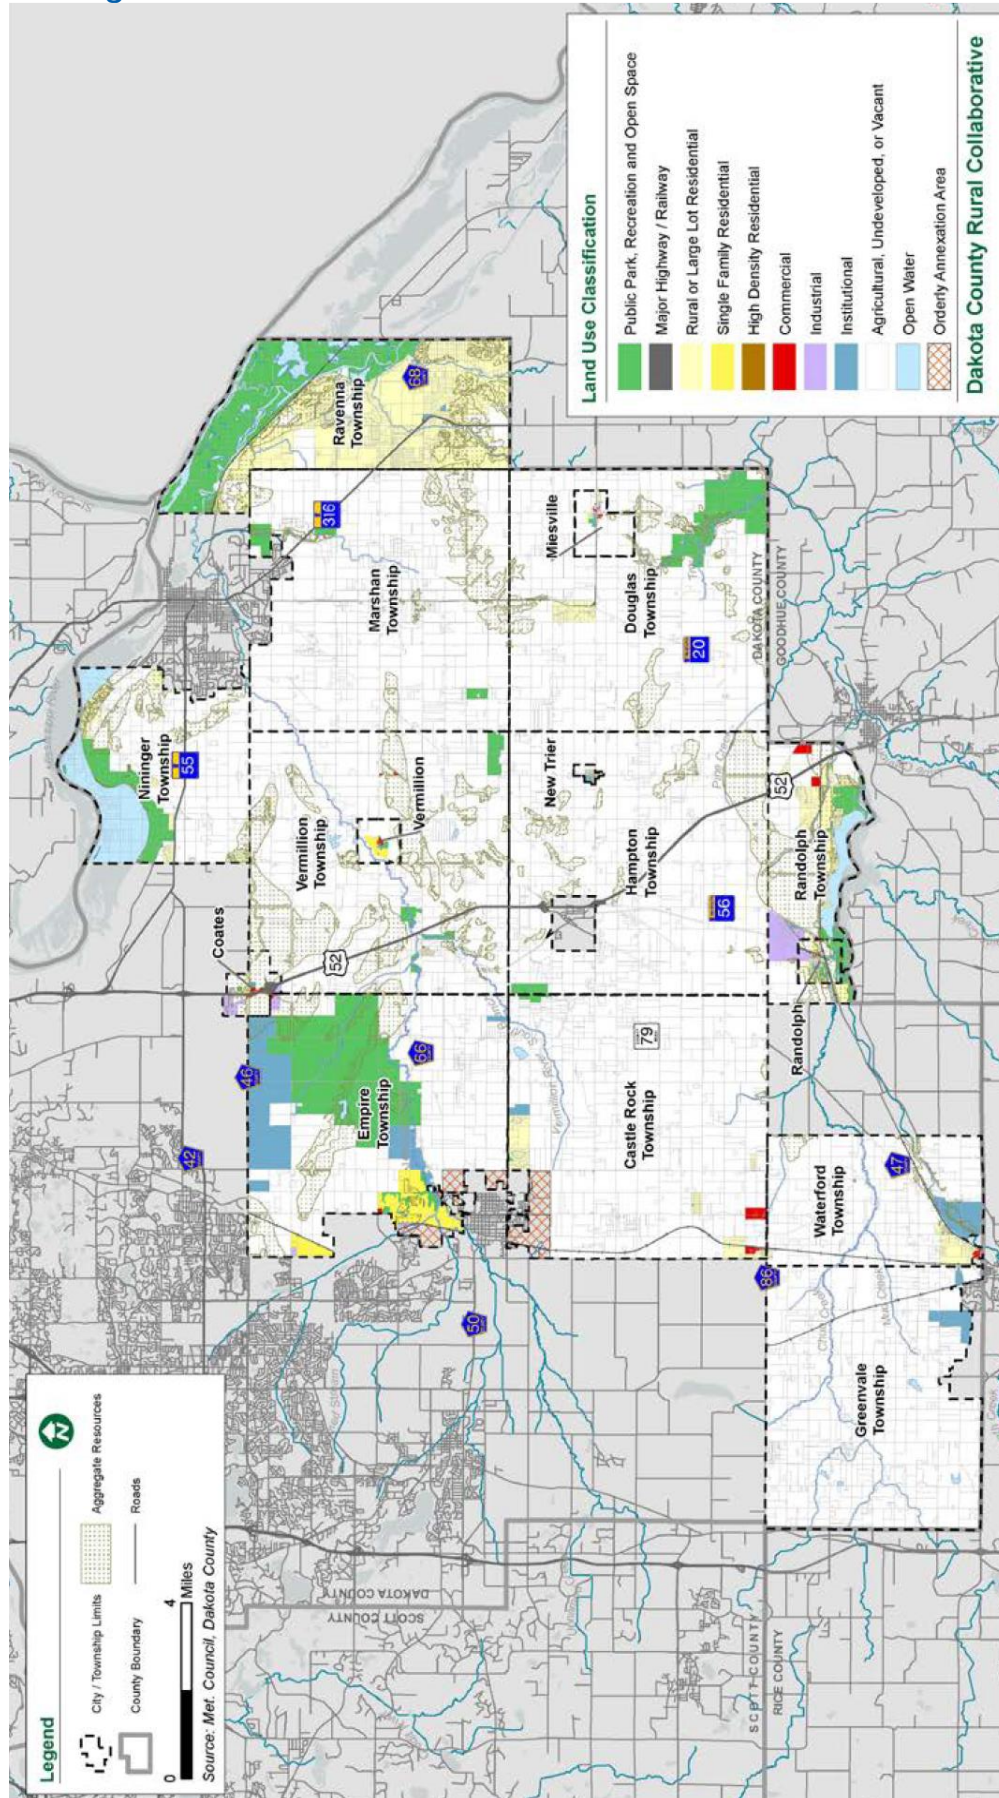 Legend
City / Township Limits
Aggregate Resources
County Boundary
Roads
0
4
Miles
Source: Met. Council, Dakota County
N
Land Use Classification
Public Park, Recreation and Open Space
Major Highway / Railway
Rural or Large Lot Residential
Single Family Residential
High Density Residential
Commercial
Industrial
Institutional
Agricultural, Undeveloped, or Vacant
Open Water
Orderly Annexation Area
Dakota County Rural Collaborative
42
46
Coates
55
Nininger
Township
Ravenna
Township
68
316
52
Vermillion
Township
Vermillion
Marshan
Township
Empire
Township
66
50
New Trier
Miesville
Castle Rock
Township
79
Hampton
Township
56
Douglas
Township
20
86
52
Randolph
Randolph
Township
Waterford
Township
47
Greenvale
Township
SCOTT COUNTY
DAKOTA COUNTY
SCOTT COUNTY
RICE COUNTY
DAKOTA COUNTY
GOODHUE COUNTY